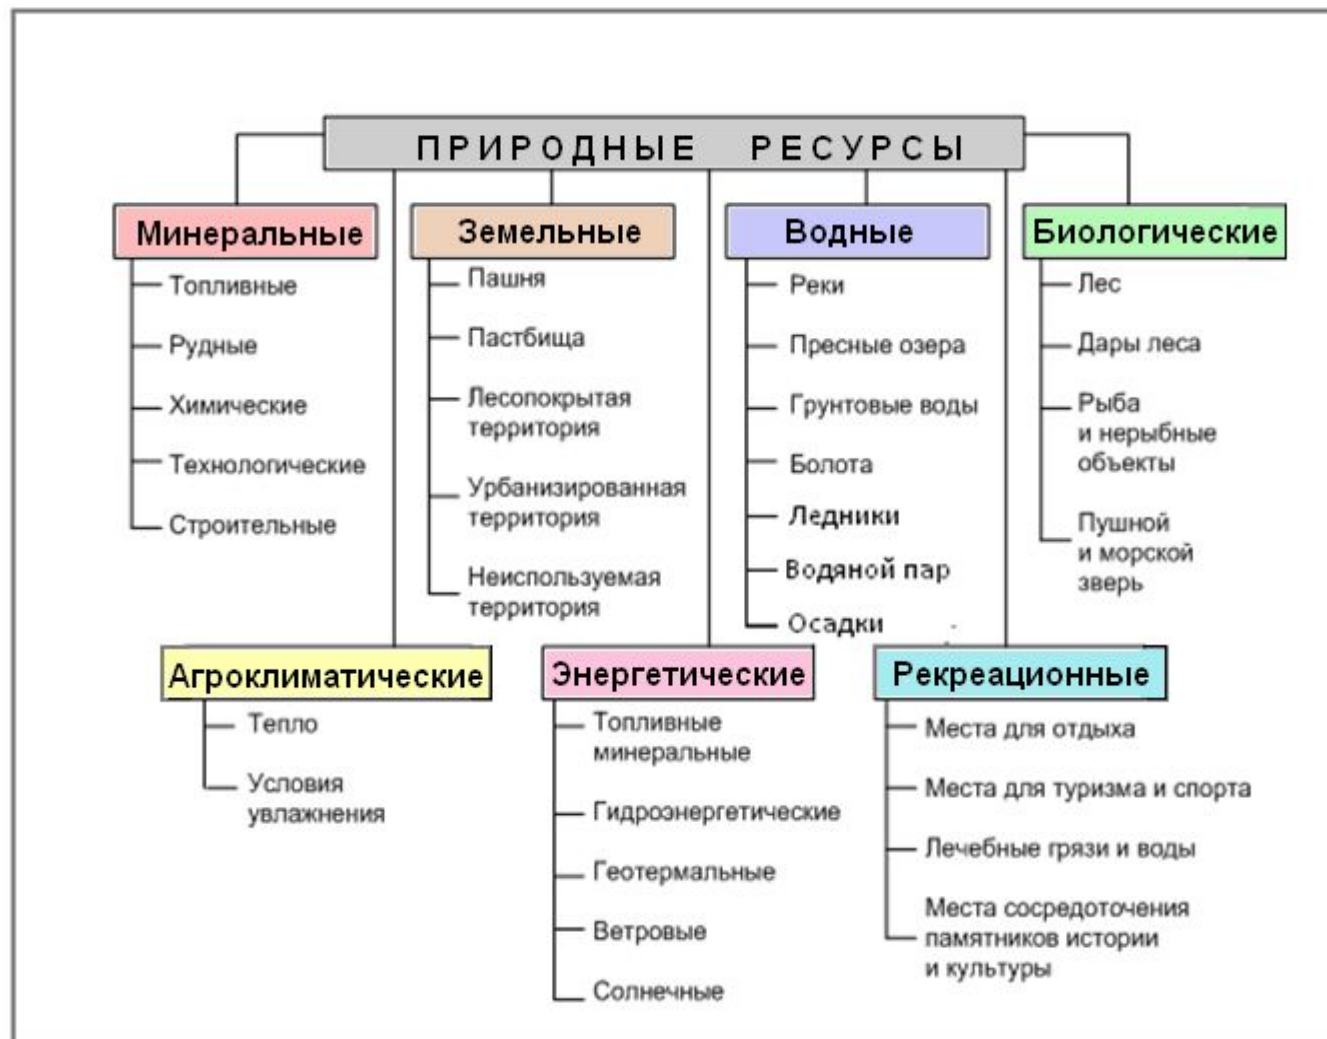 ПРИРОДНЫЕ РЕСУРСЫ
Минеральные
Топливные
Рудные
Химические
Технологические
Строительные
Земельные
Пашня
Пастбища
Лесопокрытая
территория
Урбанизированная
территория
Неиспользуемая
территория
Водные
Реки
Пресные озера
Грунтовые воды
Болота
Ледники
Водяной пар
Осадки
Биологические
Лес
Дары леса
Рыба
и нерыбные
объекты
Пушной
и морской
зверь
Агроклиматические
Тепло
Условия
увлажнения
Энергетические
Топливные
минеральные
Гидроэнергетические
Геотермальные
Ветровые
Солнечные
Рекреационные
Места для отдыха
Места для туризма и спорта
Лечебные грязи и воды
Места сосредоточения
памятников истории
и культуры